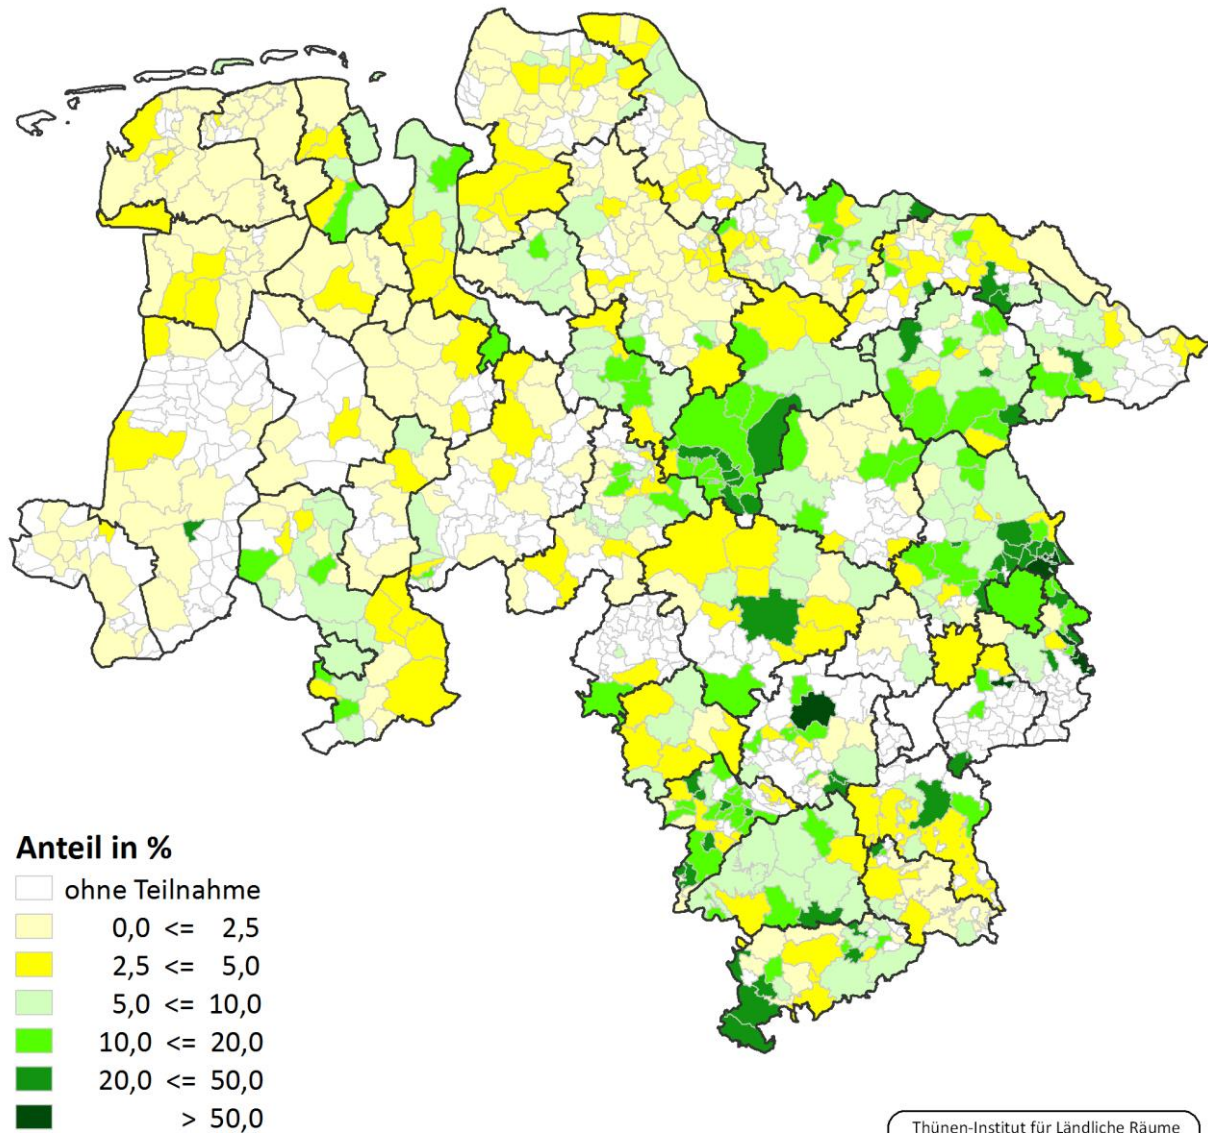 Anteil in %
ohne Teilnahme
0,0 <= 2,5
2,5 <= 5,0
5,0 <= 10,0
10,0 <= 20,0
20,0 <= 50,0
> 50,0
Thünen-Institut für Ländliche Räume